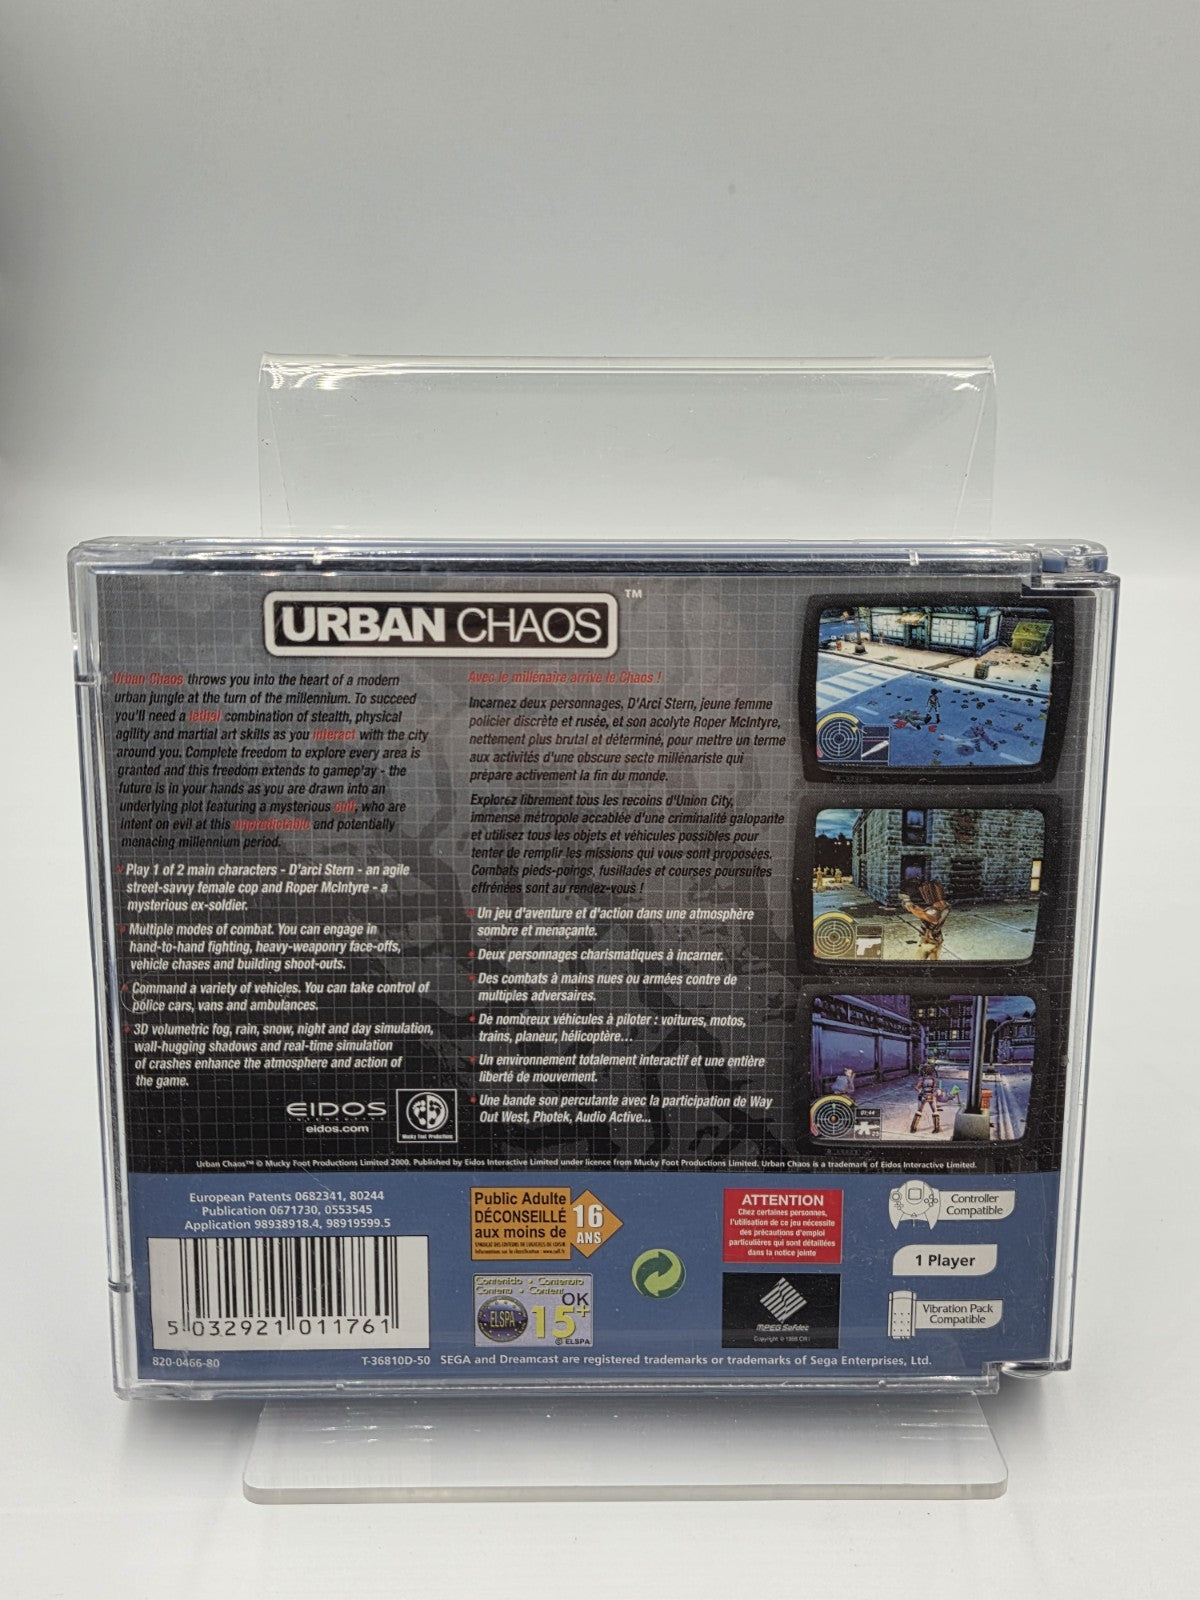 URBAN CHAOS™
Urban Chaos throws you into the heart of a modern
urban jungle at the turn of the millennium. To succeed
you'll need a lethal combination of stealth, physical
agility and martial art skills as you interact with the city
around you. Complete freedom to explore every area is
granted and this freedom extends to gameplay - the
future is in your hands as you are drawn into an
underlying plot featuring a mysterious cult, who are
intent on evil at this unpredictable and potentially
menacing millennium period.
Play 1 of 2 main characters - D'arci Stern - an agile
street-savvy female cop and Roper McIntyre - a
mysterious ex-soldier.
Multiple modes of combat. You can engage in
hand-to-hand fighting, heavy-weaponry face-offs,
vehicle chases and building shoot-outs.
Command a variety of vehicles. You can take control of
police cars, vans and ambulances.
3D volumetric fog, rain, snow, night and day simulation,
wall-hugging shadows and real-time simulation
of crashes enhance the atmosphere and action of
the game.
EIDOS
eidos.com
Mucky Foot Productions
Avec le millénaire arrive le Chaos !
Incarnez deux personnages, D'Arci Stern, jeune femme
policier discrète et rusée, et son acolyte Roper McIntyre,
nettement plus brutal et déterminé, pour mettre un terme
aux activités d'une obscure secte millénariste qui
prépare activement la fin du monde.
Explorez librement tous les recoins d'Union City,
immense métropole accablée d'une criminalité galopante
et utilisez tous les objets et véhicules possibles pour
tenter de remplir les missions qui vous sont proposées.
Combats pieds-poings, fusillades et courses poursuites
effrénées sont au rendez-vous !
Un jeu d'aventure et d'action dans une atmosphère
sombre et menaçante.
Deux personnages charismatiques à incarner.
Des combats à mains nues ou armées contre de
multiples adversaires.
De nombreux véhicules à piloter : voitures, motos,
trains, planeur, hélicoptère...
Un environnement totalement interactif et une entière
liberté de mouvement.
Une bande son percutante avec la participation de Way
Out West, Photek, Audio Active...
01:44
Urban Chaos™ © Mucky Foot Productions Limited 2000. Published by Eidos Interactive Limited under licence from Mucky Foot Productions Limited. Urban Chaos is a trademark of Eidos Interactive Limited.
European Patents 0682341, 80244
Publication 0671730, 0553545
Application 98938918.4, 98919599.5
5 032921 011761
820-0466-80
T-36810D-50
Public Adulte
DÉCONSEILLÉ
aux moins de
16
ANS
SYNDICAT DES EDITEURS DE LOGICIELS DE LOISIR
Contenido • Contenuto
Contenu • Content
ELSPA
OK
15+
© ELSPA
ATTENTION
Chez certaines personnes,
l'utilisation de ce jeu nécessite
des précautions d'emploi
particulières qui sont détaillées
dans la notice jointe
MPEG Sofdec
Copyright © 1998 CRI
Controller
Compatible
1 Player
Vibration Pack
Compatible
SEGA and Dreamcast are registered trademarks or trademarks of Sega Enterprises, Ltd.